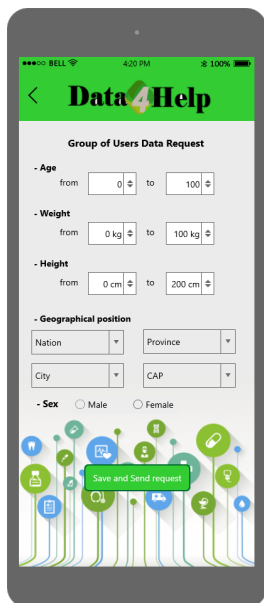 ●●●○○ BELL 4:20 PM 100%
Data4Help
Group of Users Data Request
- Age
from 0 to 100
- Weight
from 0 kg to 100 kg
- Height
from 0 cm to 200 cm
- Geographical position
Nation Province
City CAP
- Sex Male Female
Save and Send request